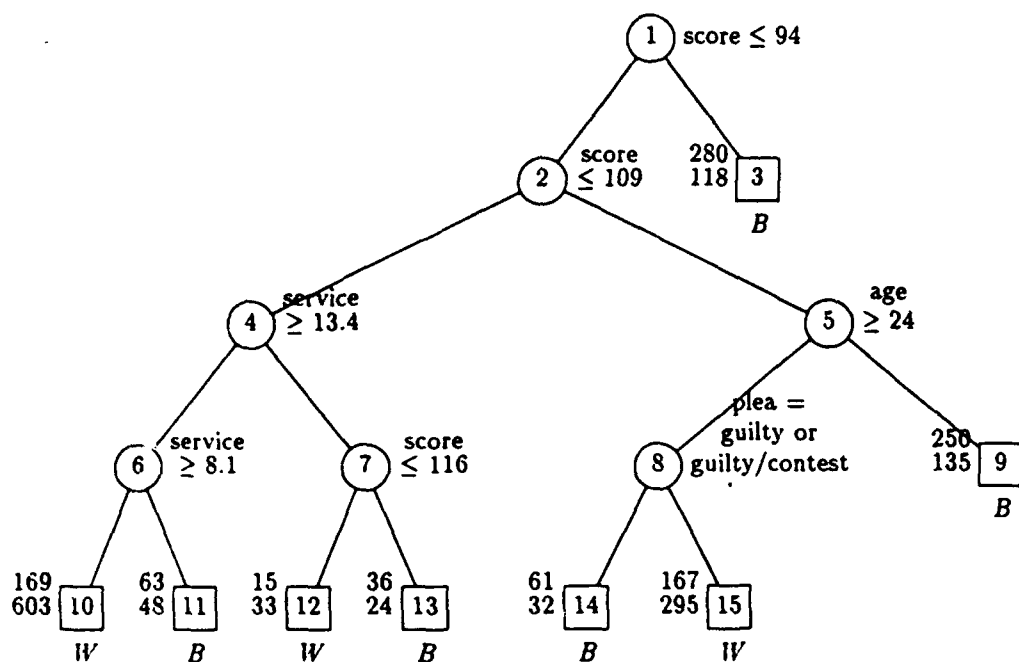 1 score ≤ 94
2 score
≤ 109
280
118 3
B
4 service
≥ 13.4
5 age
≥ 24
6 service
≥ 8.1
7 score
≤ 116
8 plea =
guilty or
guilty/contest
250
135 9
B
169
603 10
W
63
48 11
B
15
33 12
W
36
24 13
B
61
32 14
B
167
295 15
W